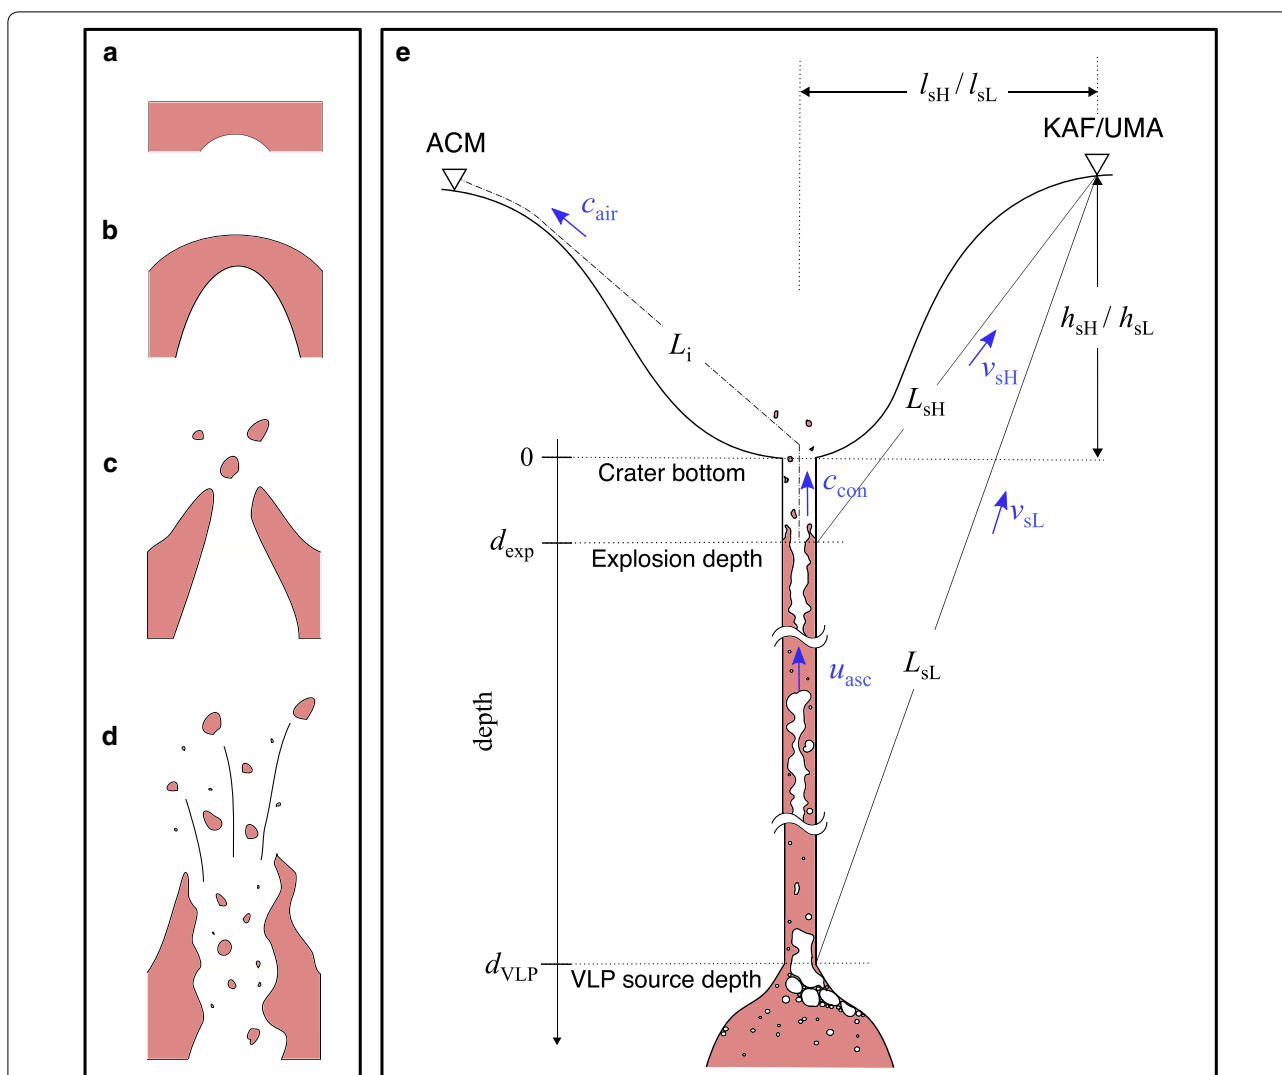 a
b
c
d
e
l_sH / l_sL
ACM
KAF/UMA
c_air
h_sH / h_sL
L_i
v_sH
L_sH
0
Crater bottom
c_con
v_sL
d_exp
Explosion depth
L_sL
u_asc
depth
d_VLP
VLP source depth